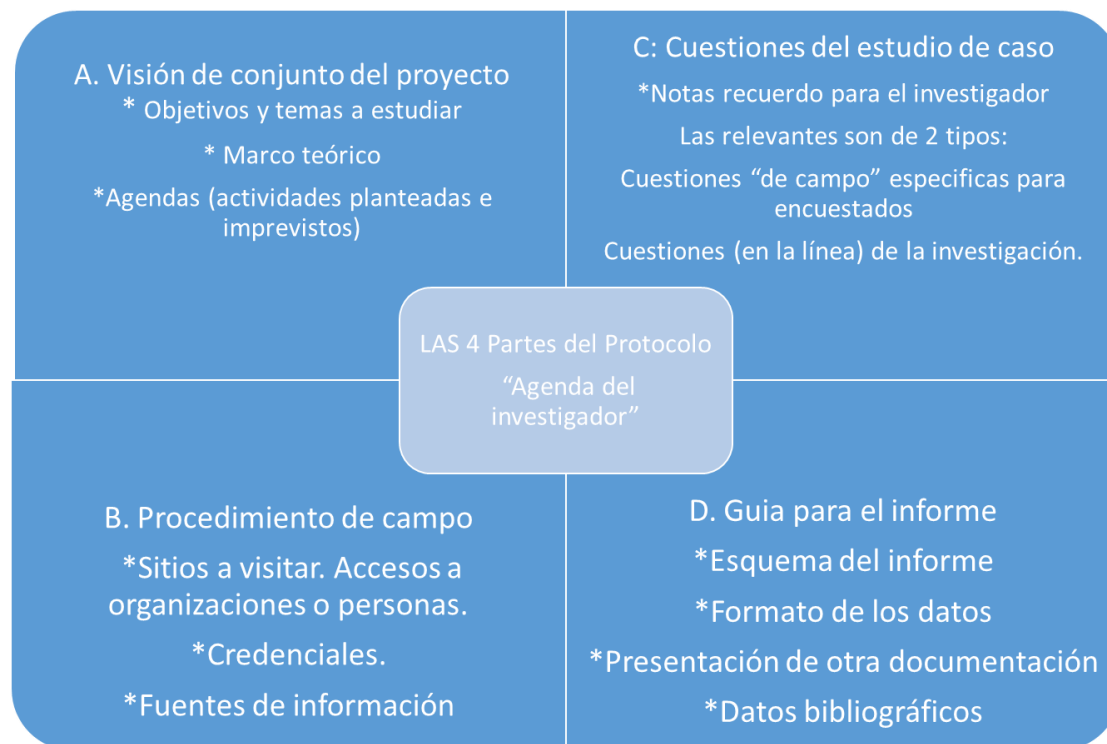 A. Visión de conjunto del proyecto
* Objetivos y temas a estudiar
* Marco teórico
*Agendas (actividades planteadas e
imprevistos)
C: Cuestiones del estudio de caso
*Notas recuerdo para el investigador
Las relevantes son de 2 tipos:
Cuestiones “de campo” especificas para
encuestados
Cuestiones (en la línea) de la investigación.
LAS 4 Partes del Protocolo
“Agenda del
investigador”
B. Procedimiento de campo
*Sitios a visitar. Accesos a
organizaciones o personas.
*Credenciales.
*Fuentes de información
D. Guia para el informe
*Esquema del informe
*Formato de los datos
*Presentación de otra documentación
*Datos bibliográficos